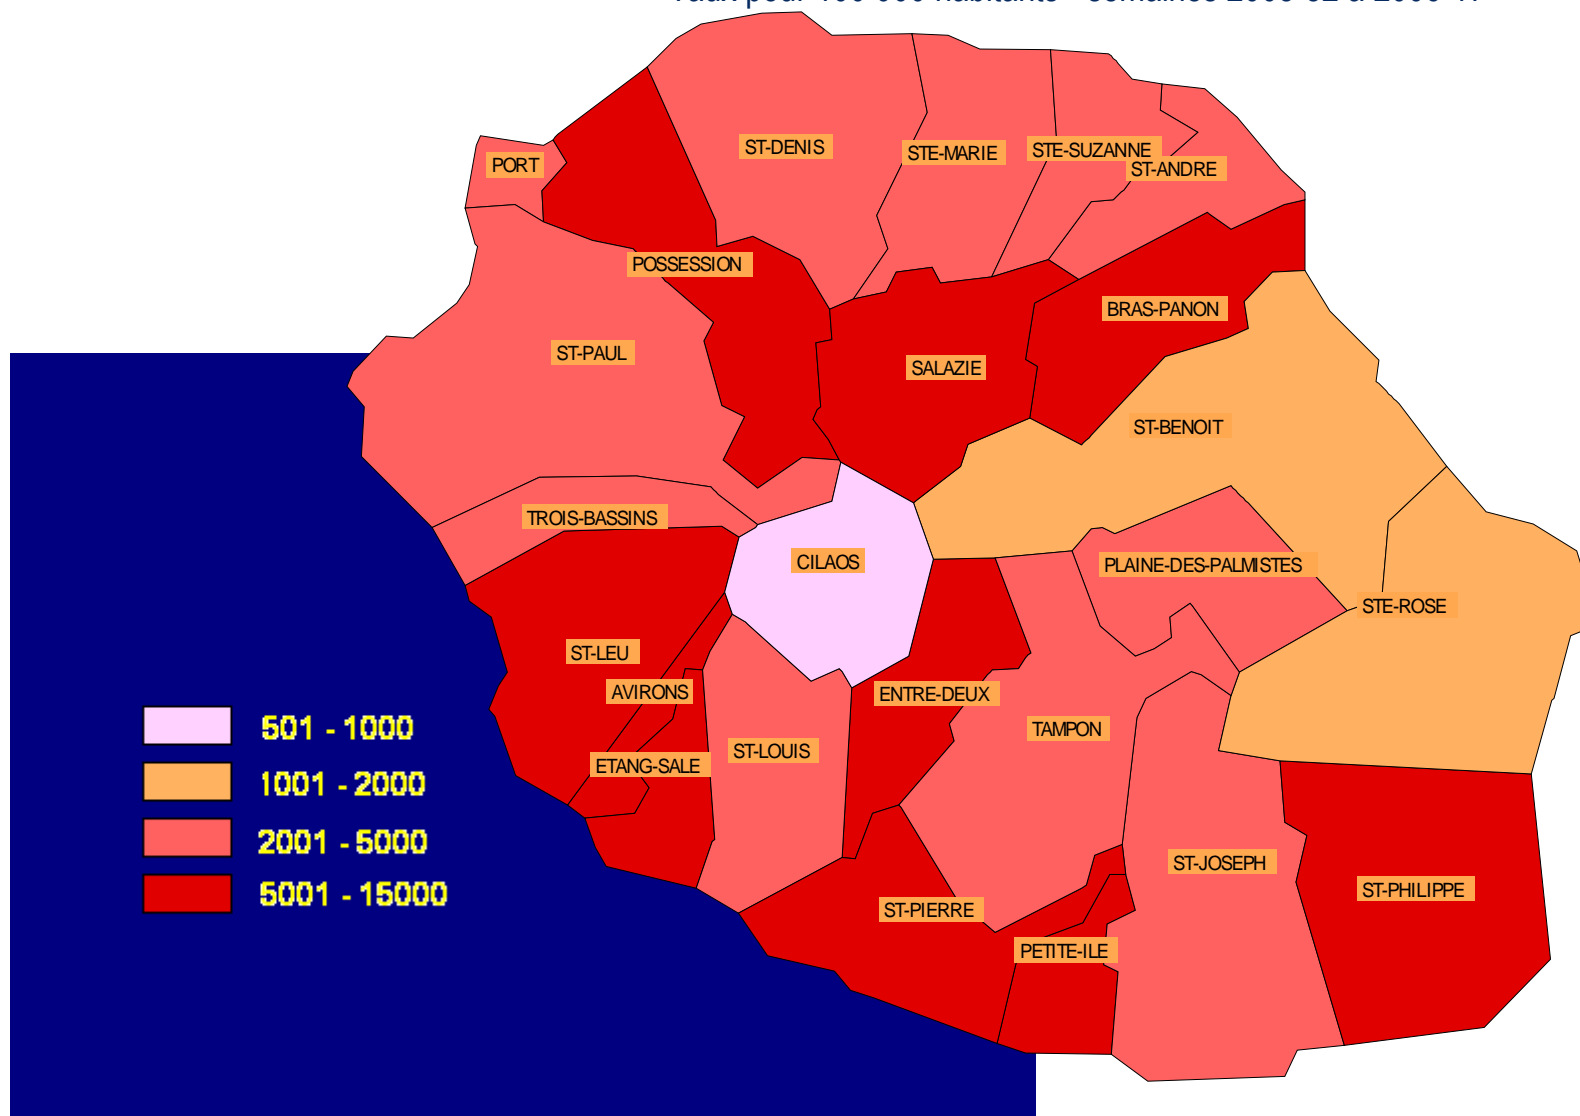 ST-DENIS
STE-MARIE
STE-SUZANNE
ST-ANDRE
PORT
POSSESSION
BRAS-PANON
ST-PAUL
SALAZIE
ST-BENOIT
TROIS-BASSINS
CILAOS
PLAINE-DES-PALMISTES
STE-ROSE
ST-LEU
AVIRONS
ENTRE-DEUX
TAMPON
ST-LOUIS
ETANG-SALE
ST-JOSEPH
ST-PHILIPPE
ST-PIERRE
PETITE-ILE
501 - 1000
1001 - 2000
2001 - 5000
5001 - 15000